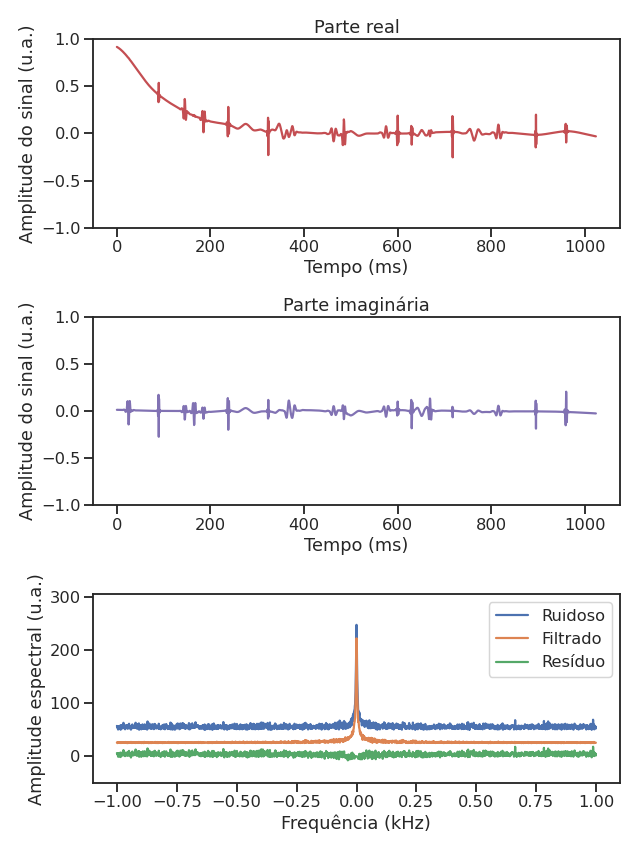 Parte real
Amplitude do sinal (u.a.)
1.0
0.5
0.0
−0.5
−1.0
0 200 400 600 800 1000
Tempo (ms)
Parte imaginária
Amplitude do sinal (u.a.)
1.0
0.5
0.0
−0.5
−1.0
0 200 400 600 800 1000
Tempo (ms)
Amplitude espectral (u.a.)
300
200
100
0
Ruidoso
Filtrado
Resíduo
−1.00 −0.75 −0.50 −0.25 0.00 0.25 0.50 0.75 1.00
Frequência (kHz)